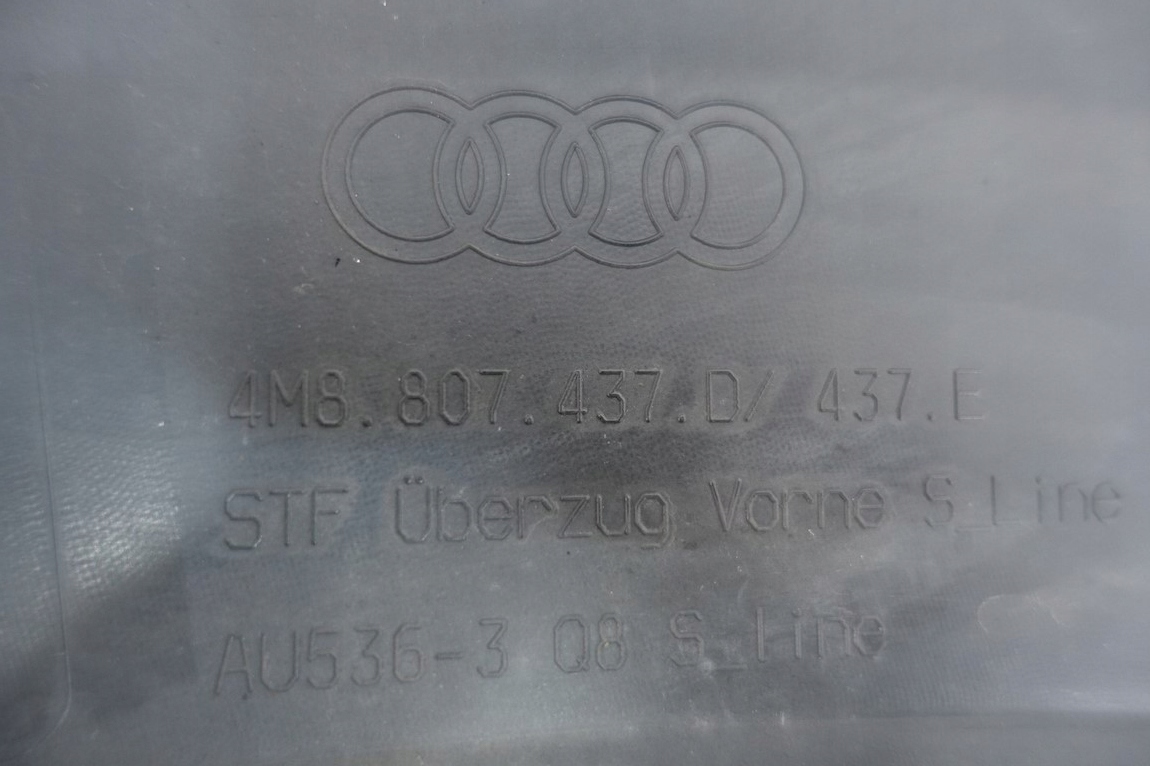 4M8.807.437.D/ 437.E
STF Überzug Vorne S_Line
AU536-3 Q8 S_line